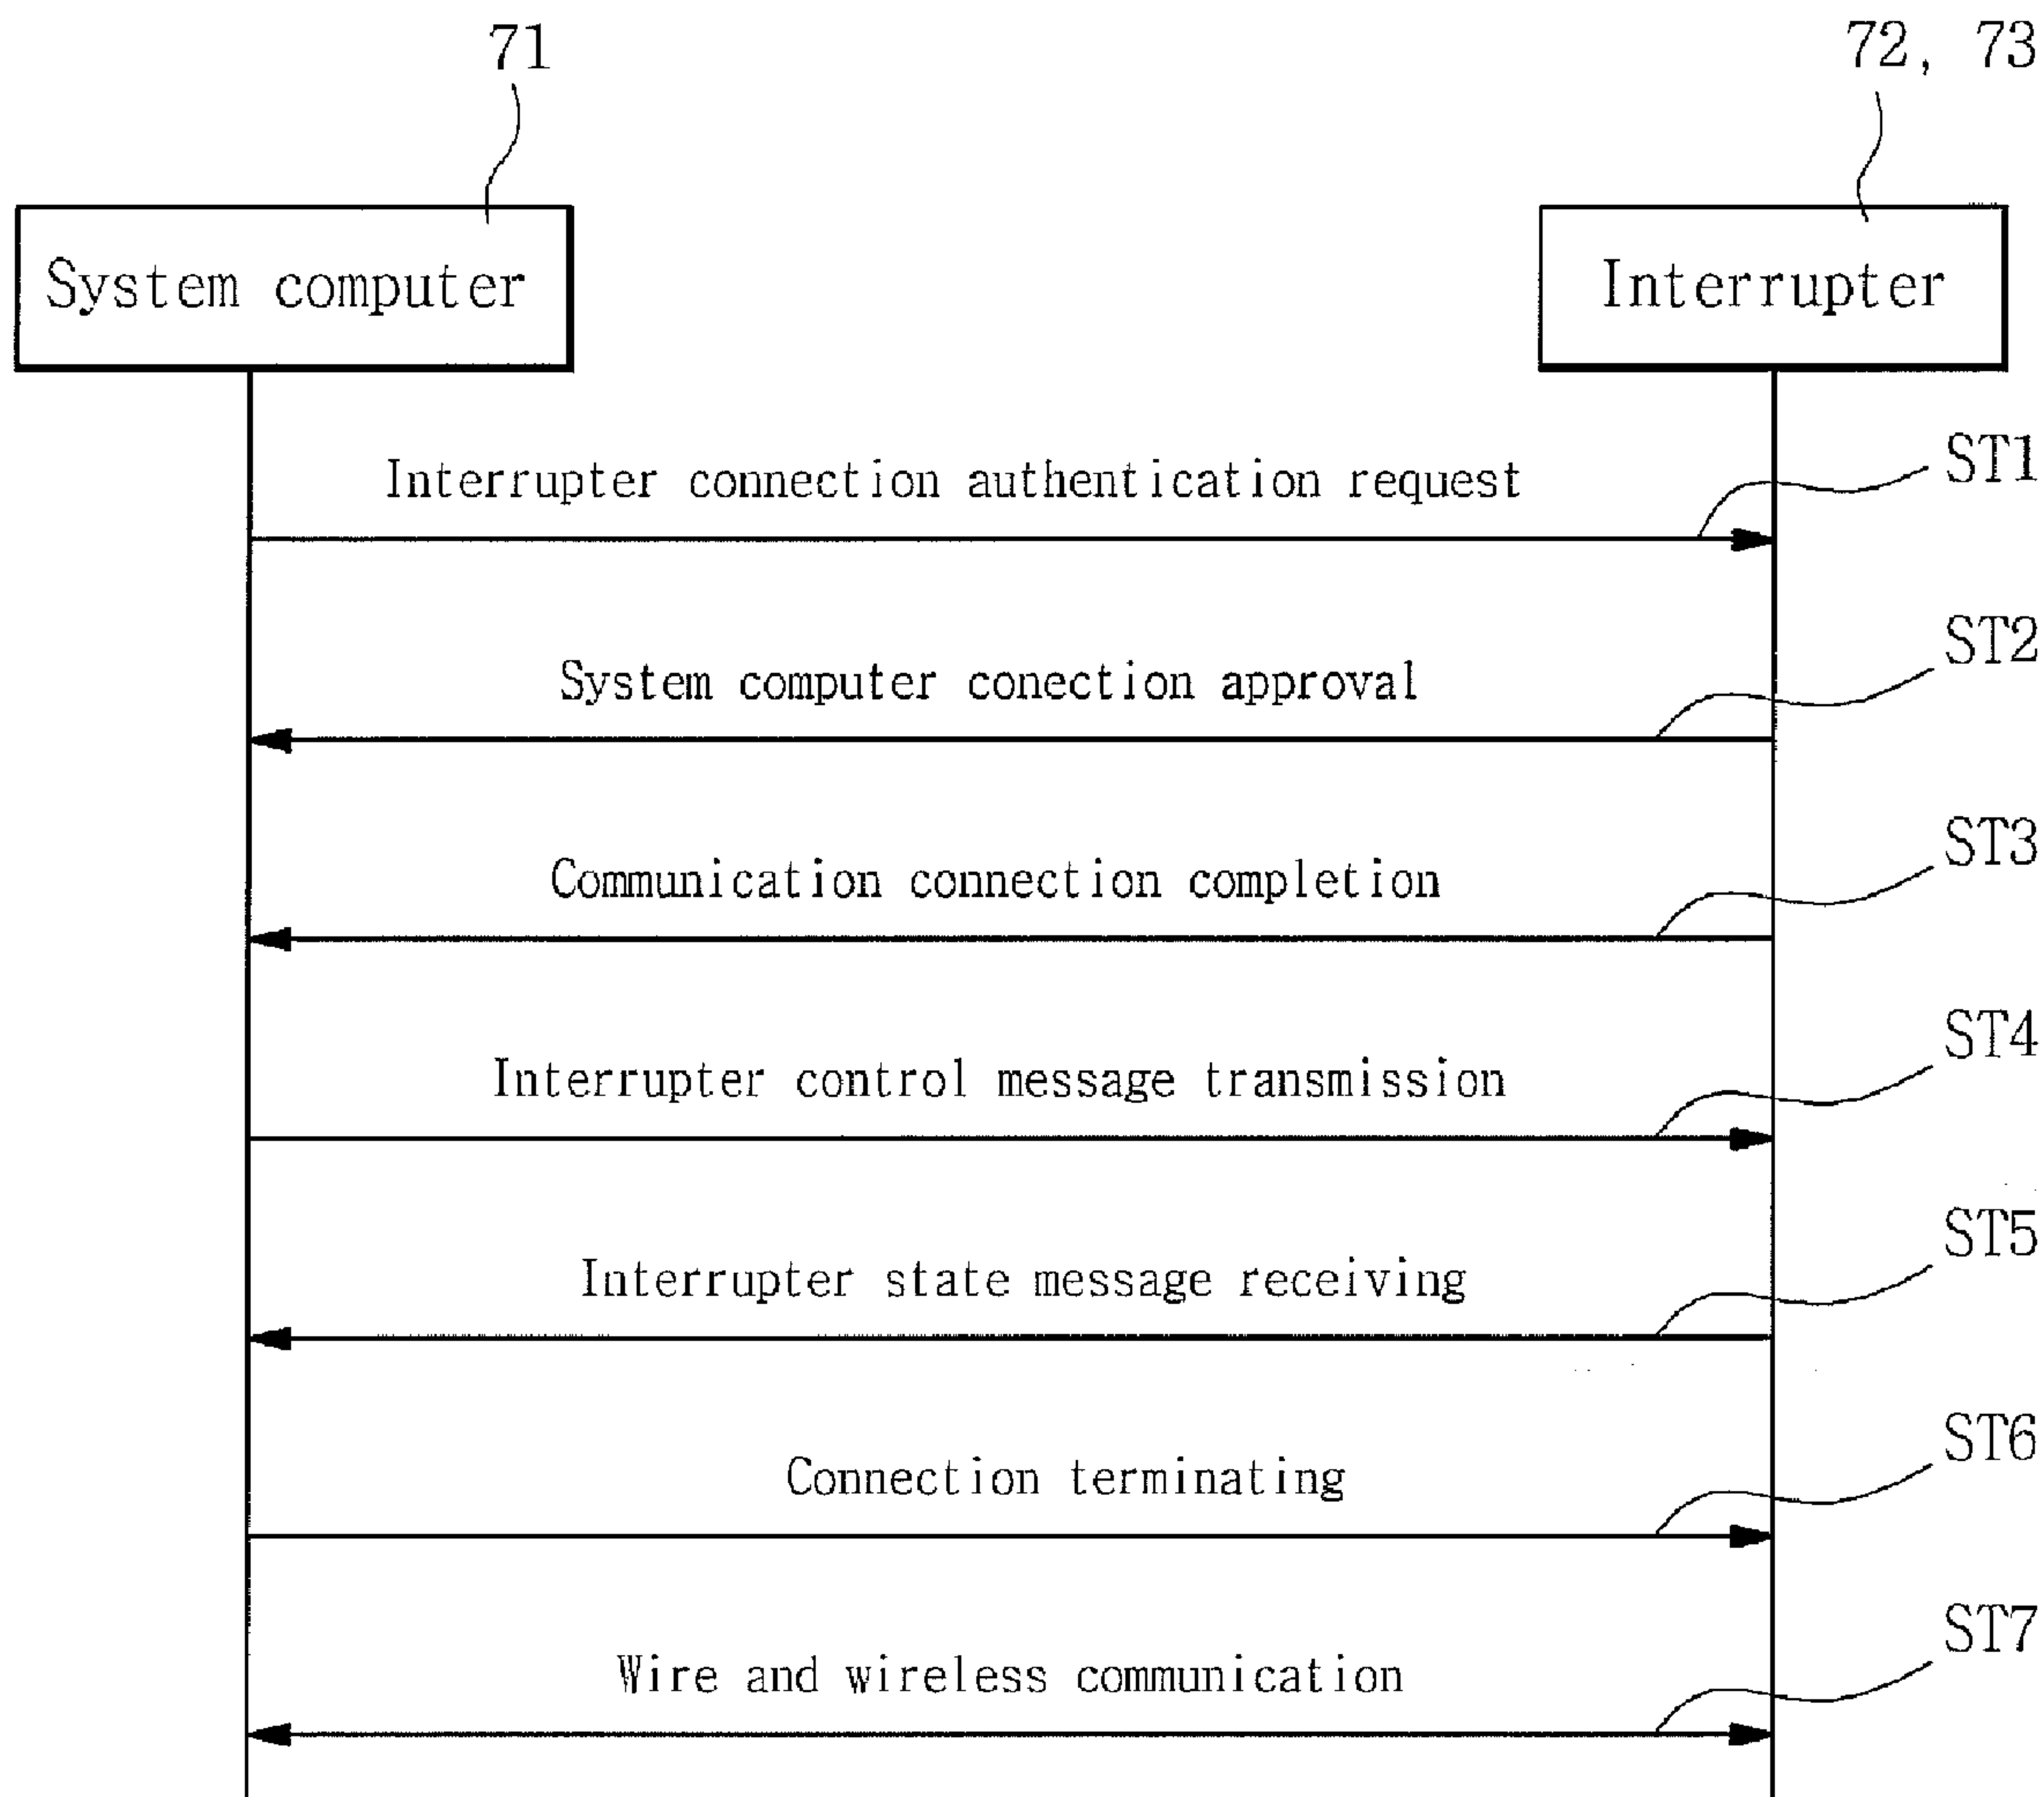 71
72, 73
System computer
Interrupter
Interrupter connection authentication request
ST1
System computer conection approval
ST2
Communication connection completion
ST3
Interrupter control message transmission
ST4
Interrupter state message receiving
ST5
Connection terminating
ST6
Wire and wireless communication
ST7